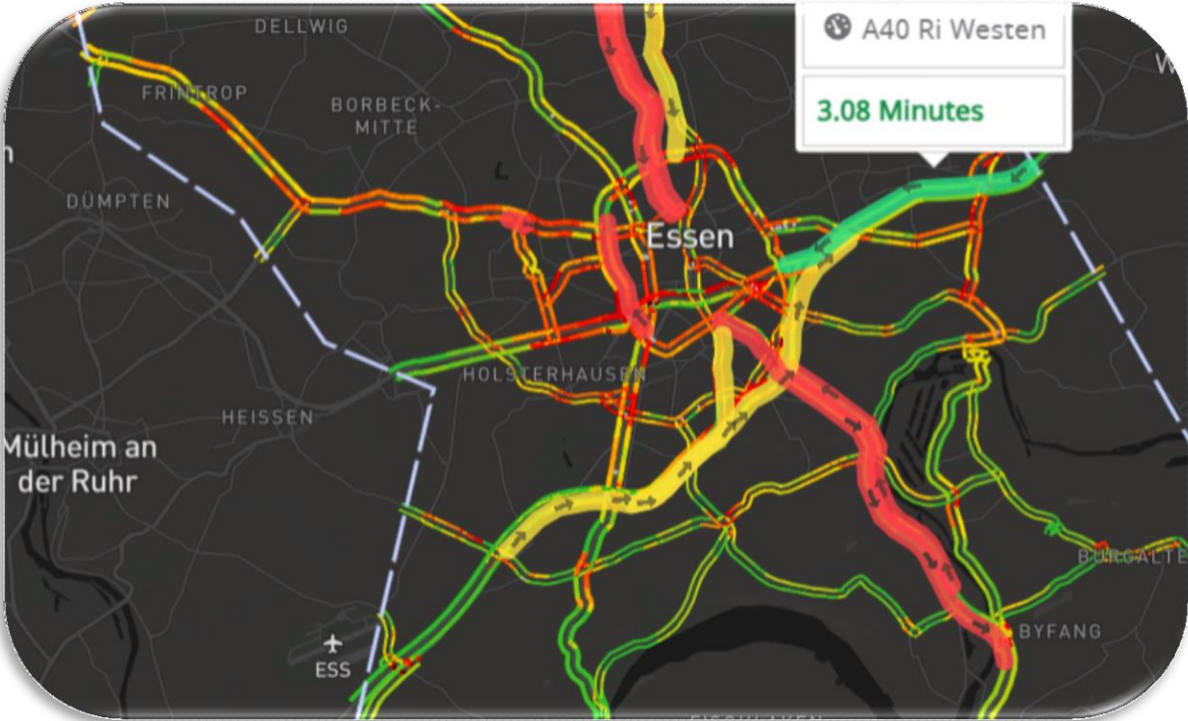 DELLWIG
A40 Ri Westen
3.08 Minutes
FRINTROP
BORBECK-
MITTE
DÜMPTEN
Essen
HOLSTERHAUSEN
HEISSEN
Mülheim an
der Ruhr
BURGALTE
BYFANG
ESS